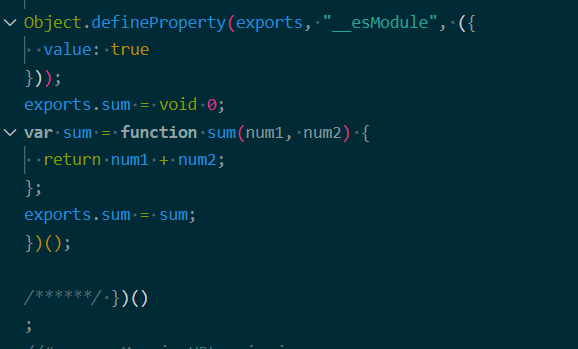 Object.defineProperty(exports, "__esModule", ({
  value: true
}));
exports.sum = void 0;
var sum = function sum(num1, num2) {
  return num1 + num2;
};
exports.sum = sum;
})();
/******/ })()
;